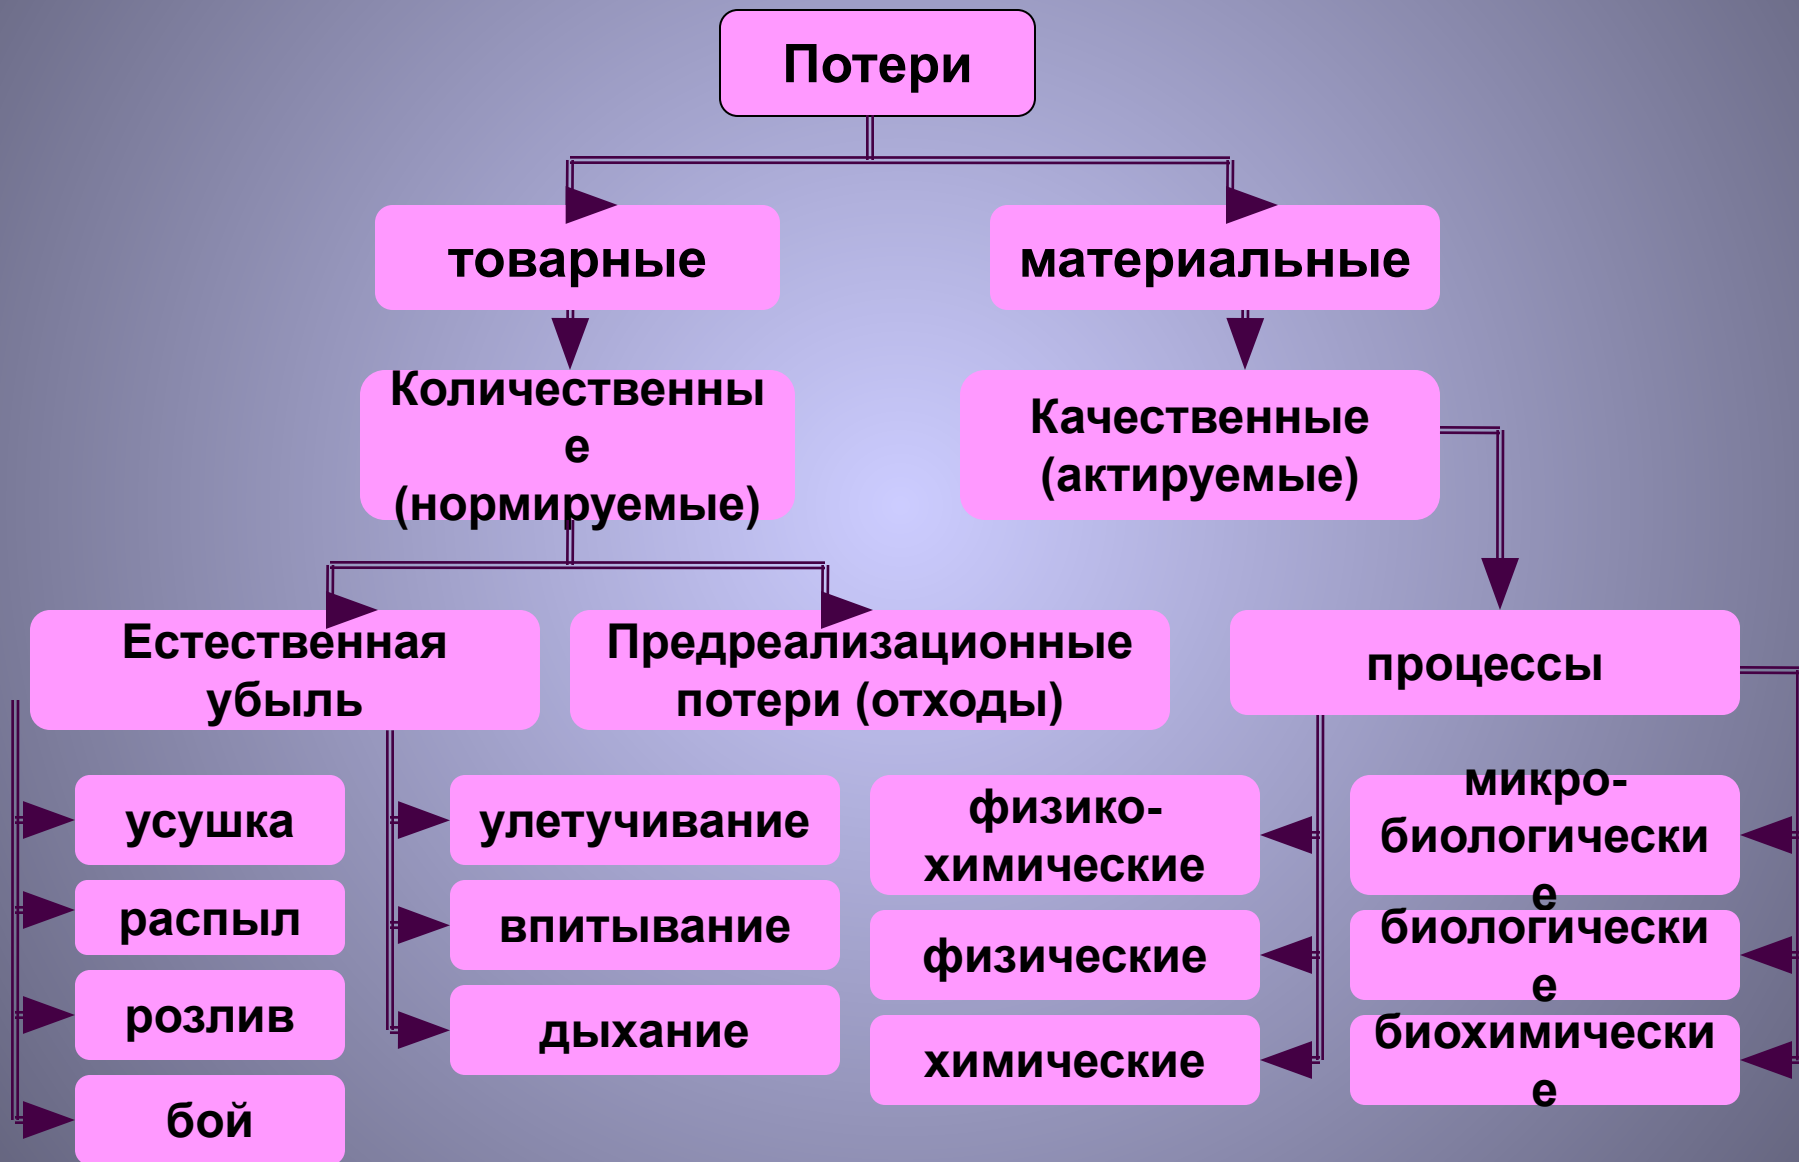 Потери
товарные
материальные
Количественны
е
(нормируемые)
Качественные
(актируемые)
Естественная
убыль
Предреализационные
потери (отходы)
процессы
усушка
распыл
розлив
бой
улетучивание
впитывание
дыхание
физико-
химические
физические
химические
микро-
биологически
е
биологически
е
биохимически
е